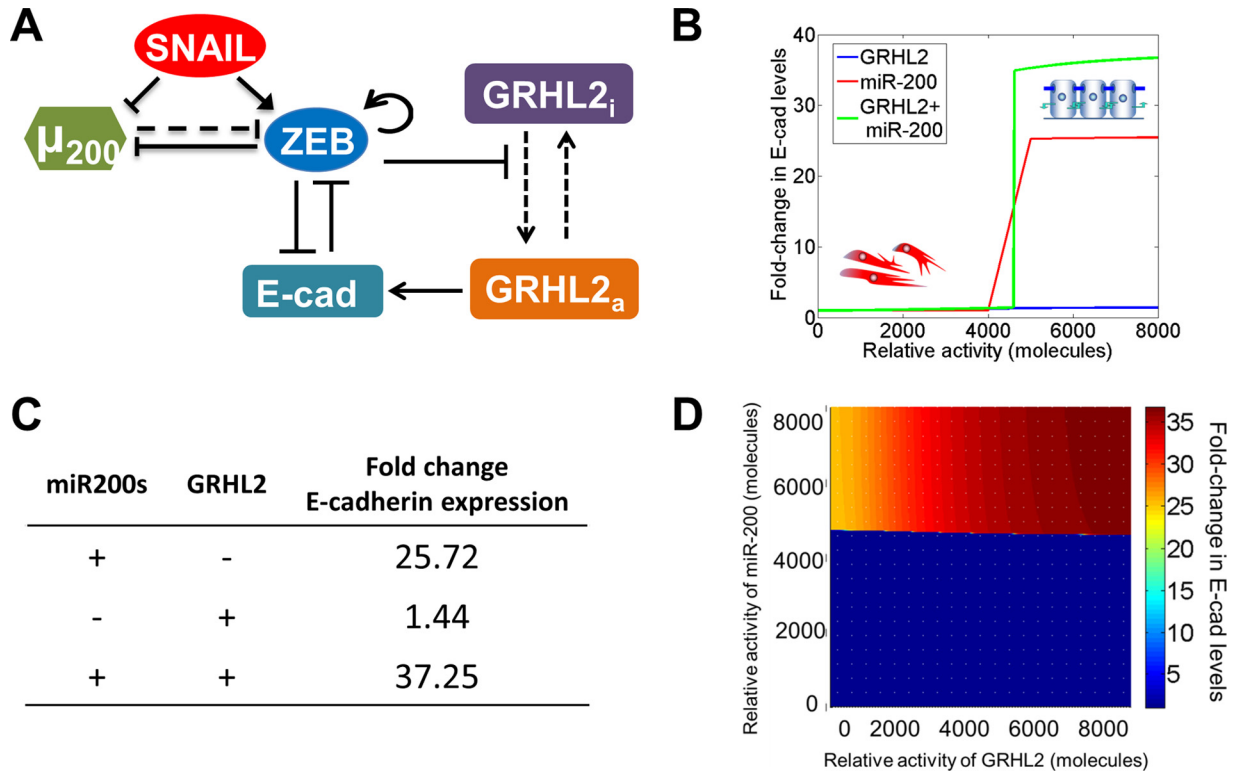 A
SNAIL
μ200
ZEB
GRHL2i
E-cad
GRHL2a
B
Fold-change in E-cad levels
40
30
20
10
0
GRHL2
miR-200
GRHL2+
miR-200
0 2000 4000 6000 8000
Relative activity (molecules)
C
miR200s GRHL2 Fold change
E-cadherin expression
+ - 25.72
- + 1.44
+ + 37.25
D
Relative activity of miR-200 (molecules)
8000
6000
4000
2000
0
0 2000 4000 6000 8000
Relative activity of GRHL2 (molecules)
35
30
25
20
15
10
5
Fold-change in E-cad levels